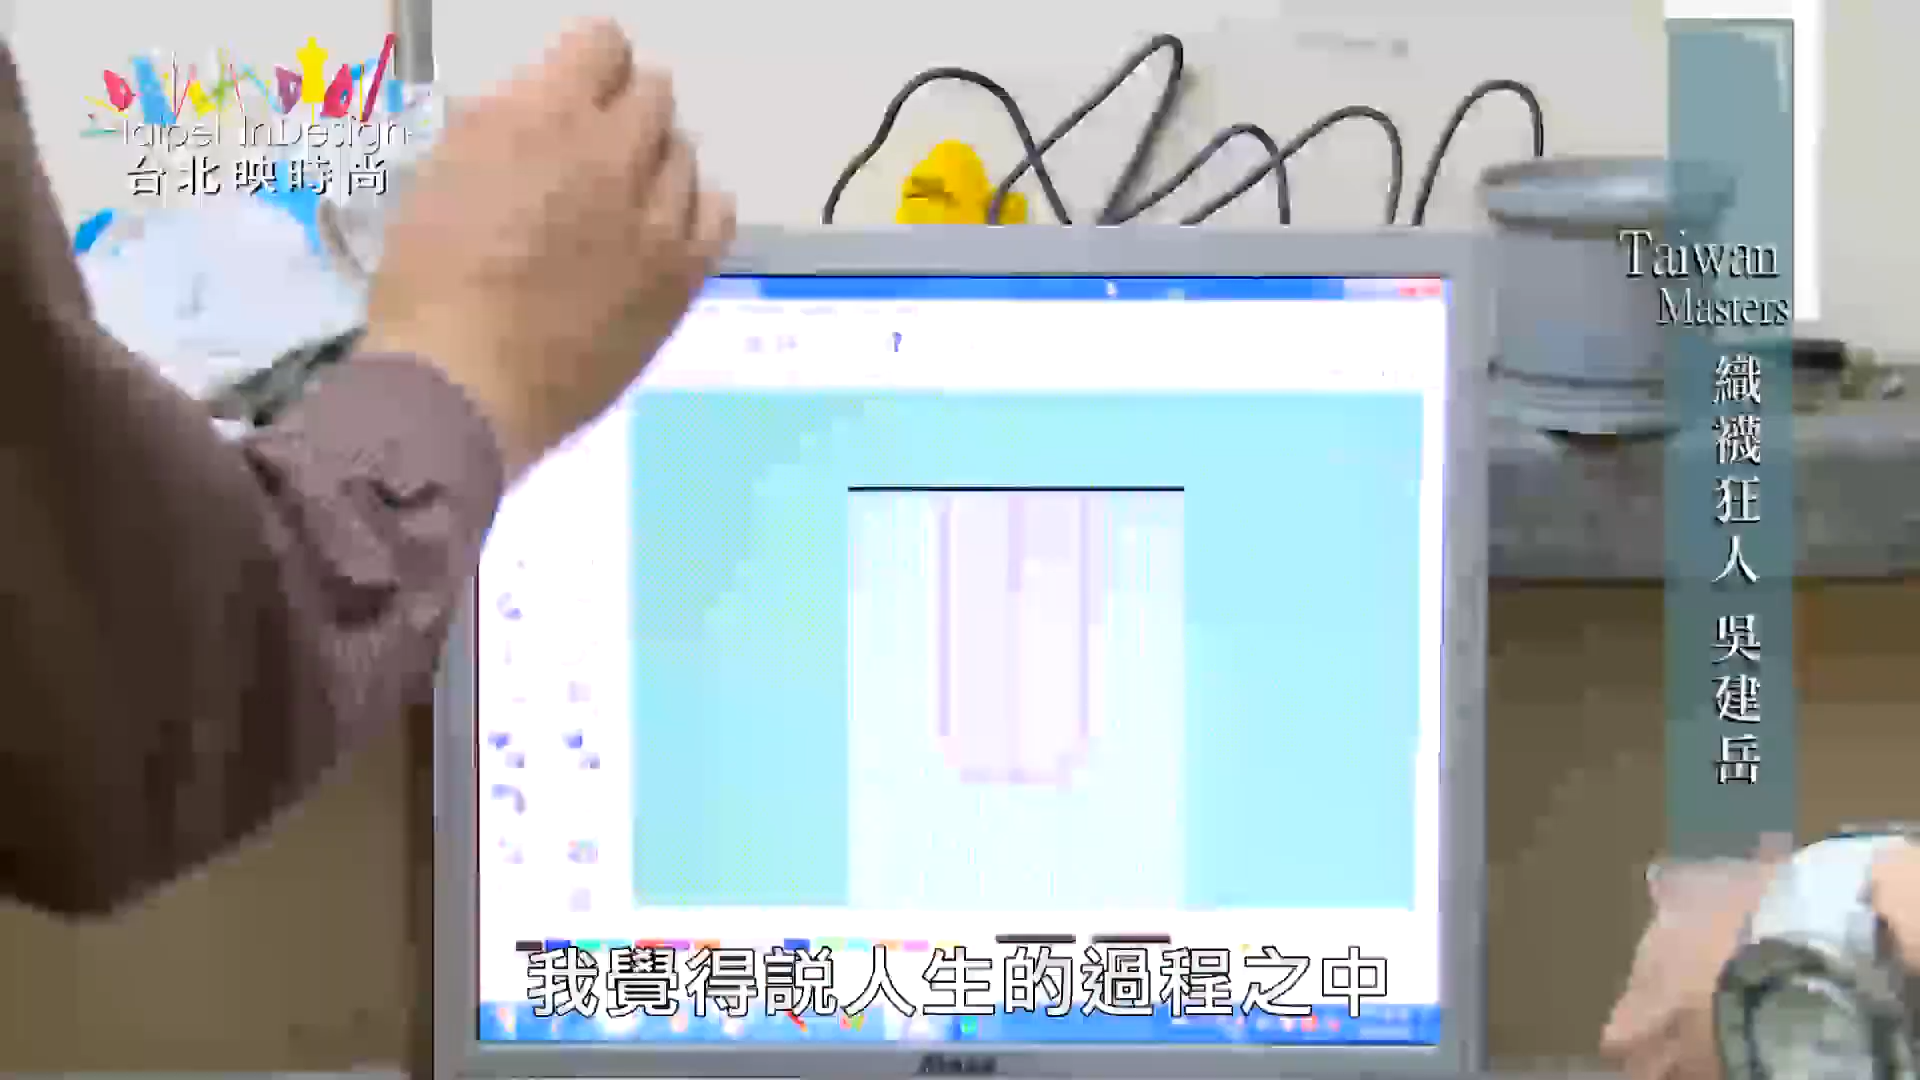 Taipei InDesign
台北映時尚
Taiwan
Masters
織襪狂人 吳建岳
我覺得説人生的過程之中